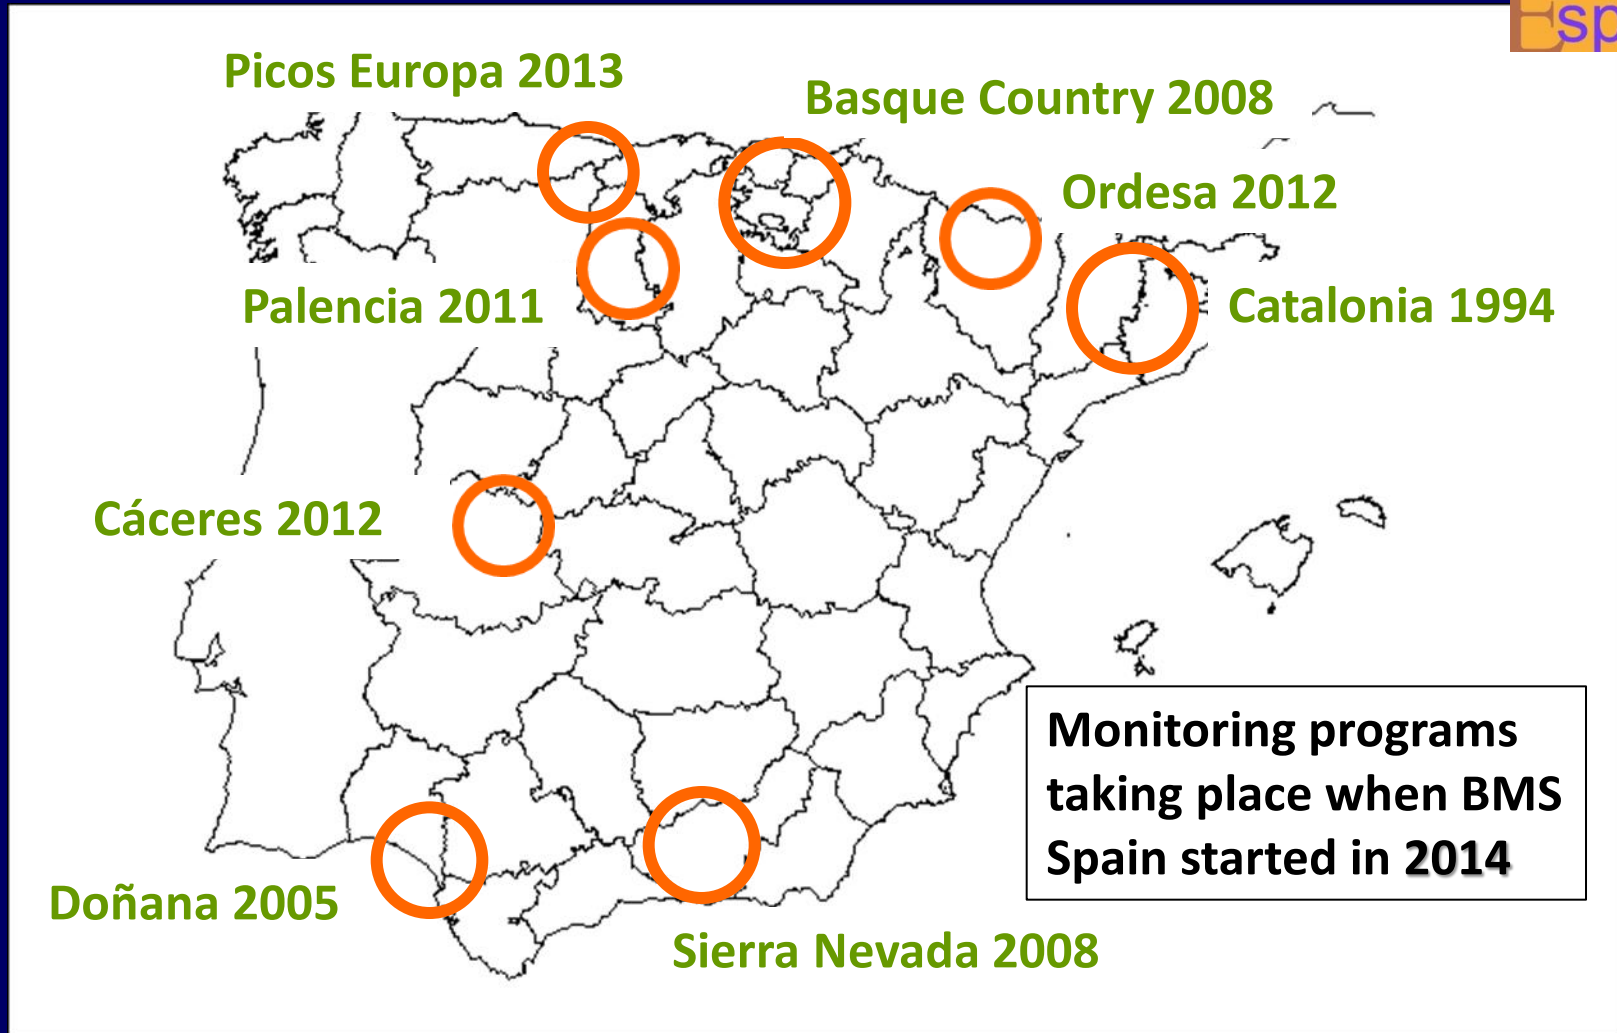 Esp
Picos Europa 2013
Basque Country 2008
Ordesa 2012
Palencia 2011
Catalonia 1994
Cáceres 2012
Monitoring programs
taking place when BMS
Spain started in 2014
Doñana 2005
Sierra Nevada 2008